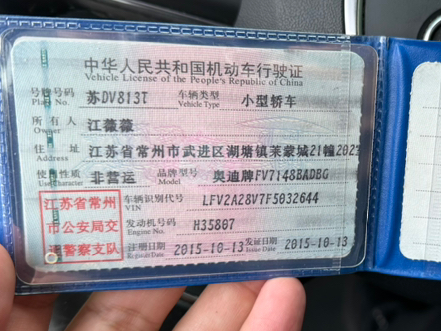 中华人民共和国机动车行驶证
Vehicle License of the People's Republic of China
号牌号码 苏DV813T 车辆类型 小型轿车
Plate No. Vehicle Type
所有人 江薇薇
Owner
住址 江苏省常州市武进区湖塘镇莱蒙城21幢202
Address
使用性质 非营运 品牌型号 奥迪牌FV7148BADBG
Use Character Model
江苏省常州
市公安局交
通警察支队
车辆识别代号 LFV2A28V7F5032644
VIN
发动机号码 H35807
Engine No.
注册日期 2015-10-13 发证日期 2015-10-13
Register Date Issue Date